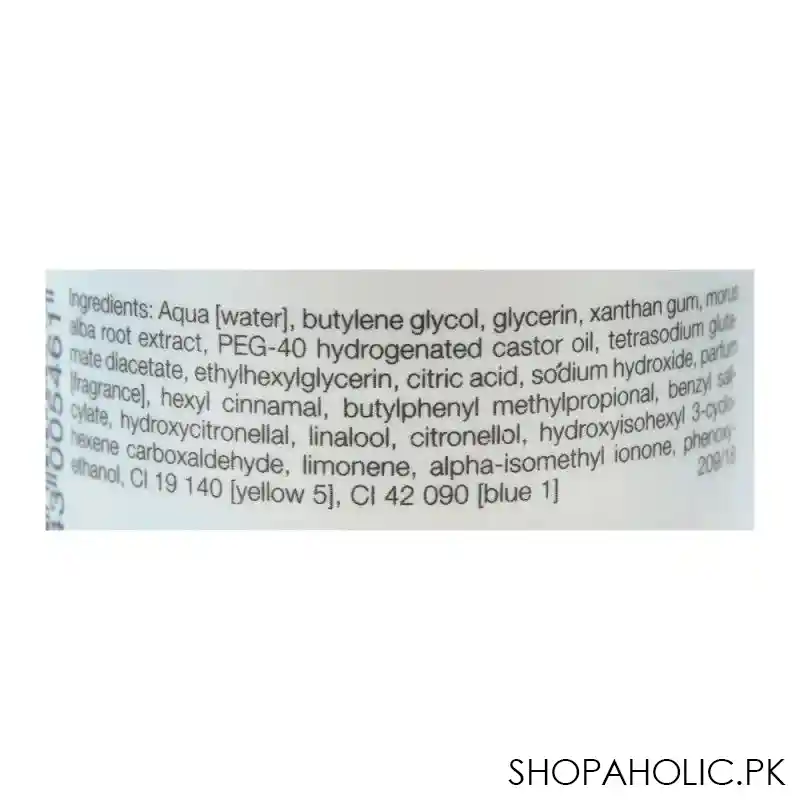 Ingredients: Aqua [water], butylene glycol, glycerin, xanthan gum, morus
alba root extract, PEG-40 hydrogenated castor oil, tetrasodium gluta-
mate diacetate, ethylhexylglycerin, citric acid, sodium hydroxide, parfum
[fragrance], hexyl cinnamal, butylphenyl methylpropional, benzyl sali-
cylate, hydroxycitronellal, linalool, citronellol, hydroxyisohexyl 3-cyclo-
hexene carboxaldehyde, limonene, alpha-isomethyl ionone, phenoxy-
ethanol, CI 19 140 [yellow 5], CI 42 090 [blue 1]
209/18
SHOPAHOLIC.PK